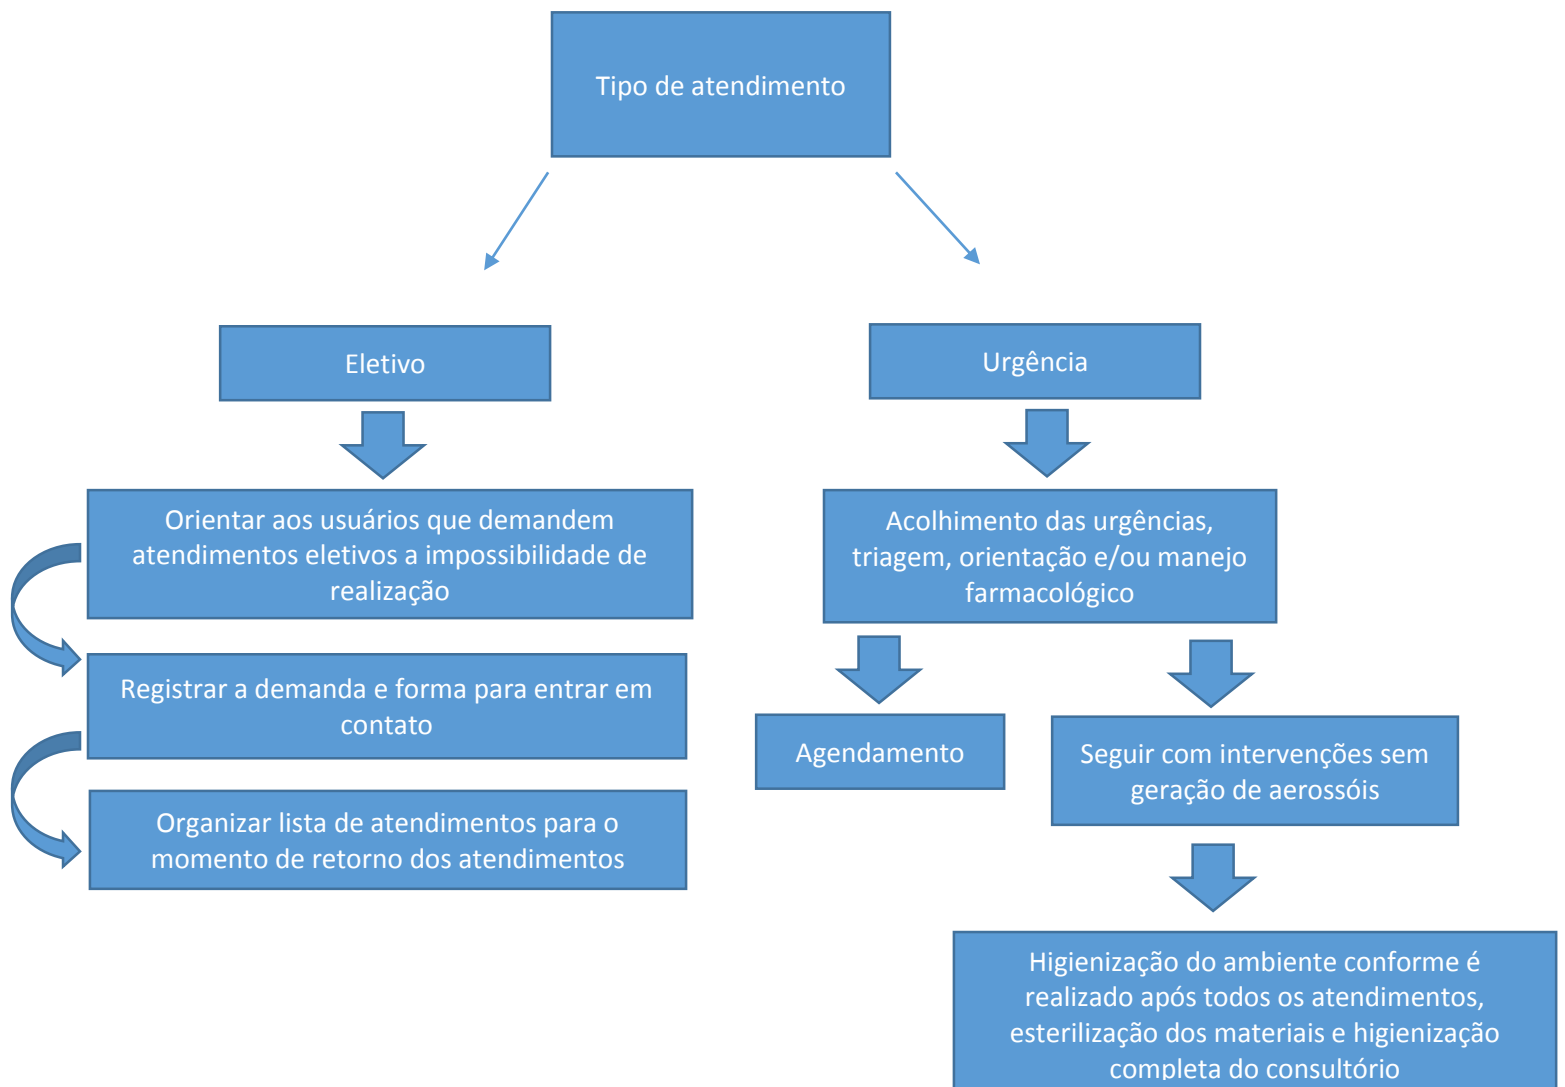 Tipo de atendimento
Eletivo
Urgência
Orientar aos usuários que demandem
atendimentos eletivos a impossibilidade de
realização
Acolhimento das urgências,
triagem, orientação e/ou manejo
farmacológico
Registrar a demanda e forma para entrar em
contato
Agendamento
Seguir com intervenções sem
geração de aerossóis
Organizar lista de atendimentos para o
momento de retorno dos atendimentos
Higienização do ambiente conforme é
realizado após todos os atendimentos,
esterilização dos materiais e higienização
completa do consultório